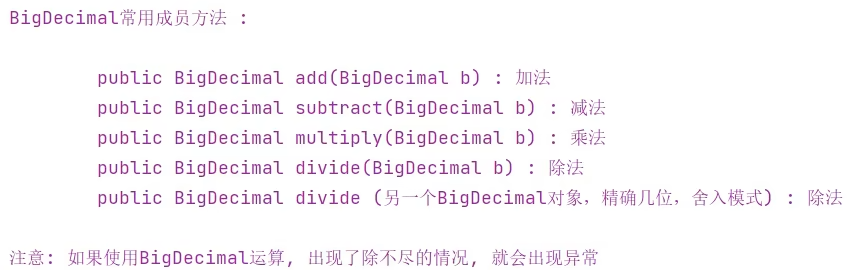 BigDecimal常用成员方法 :
public BigDecimal add(BigDecimal b) : 加法
public BigDecimal subtract(BigDecimal b) : 减法
public BigDecimal multiply(BigDecimal b) : 乘法
public BigDecimal divide(BigDecimal b) : 除法
public BigDecimal divide (另一个BigDecimal对象，精确几位，舍入模式) : 除法
注意: 如果使用BigDecimal运算, 出现了除不尽的情况, 就会出现异常